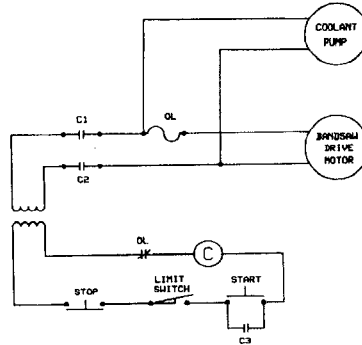 COOLANT
PUMP
C1
OL
BANDSAW
DRIVE
MOTOR
C2
OL
C
STOP
LIMIT
SWITCH
START
C3